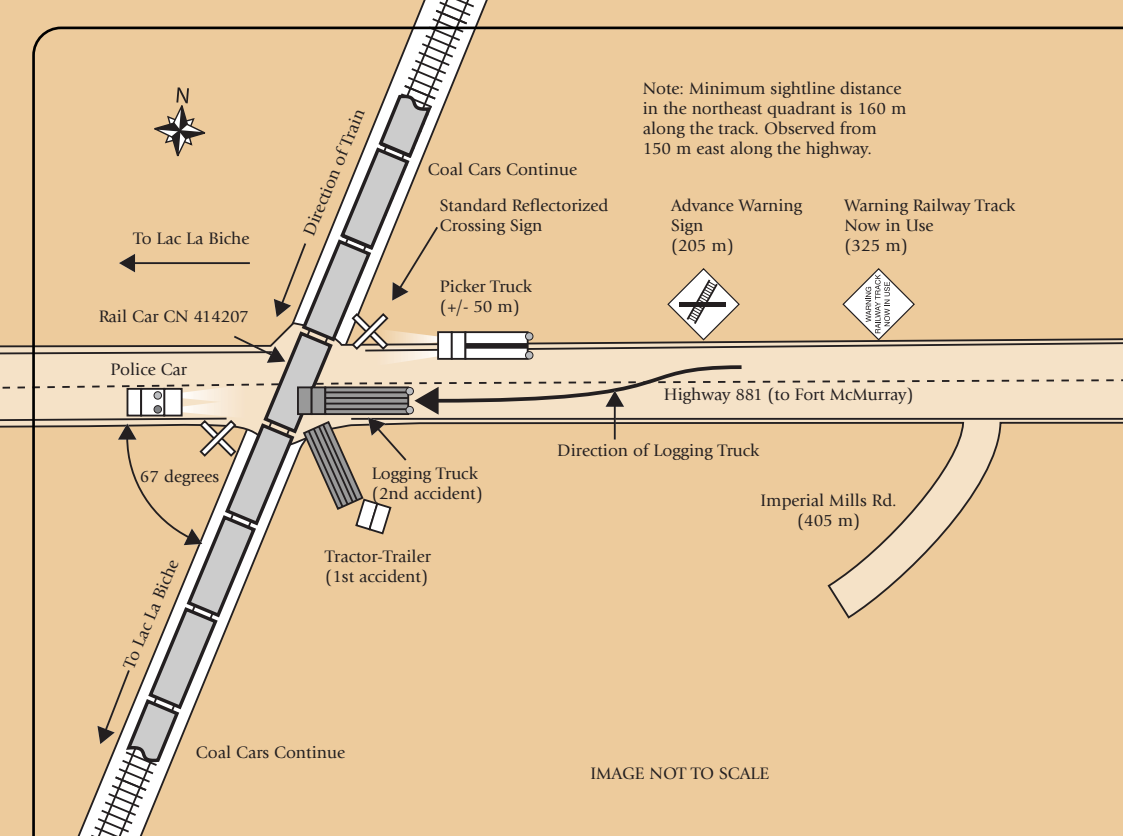 N
Note: Minimum sightline distance
in the northeast quadrant is 160 m
along the track. Observed from
150 m east along the highway.
Direction of Train
Coal Cars Continue
Standard Reflectorized
Crossing Sign
Advance Warning
Sign
(205 m)
Warning Railway Track
Now in Use
(325 m)
To Lac La Biche
Picker Truck
(+/- 50 m)
WARNING
RAILWAY TRACK
NOW IN USE
Rail Car CN 414207
Police Car
Highway 881 (to Fort McMurray)
Direction of Logging Truck
67 degrees
Logging Truck
(2nd accident)
Imperial Mills Rd.
(405 m)
Tractor-Trailer
(1st accident)
To Lac La Biche
Coal Cars Continue
IMAGE NOT TO SCALE